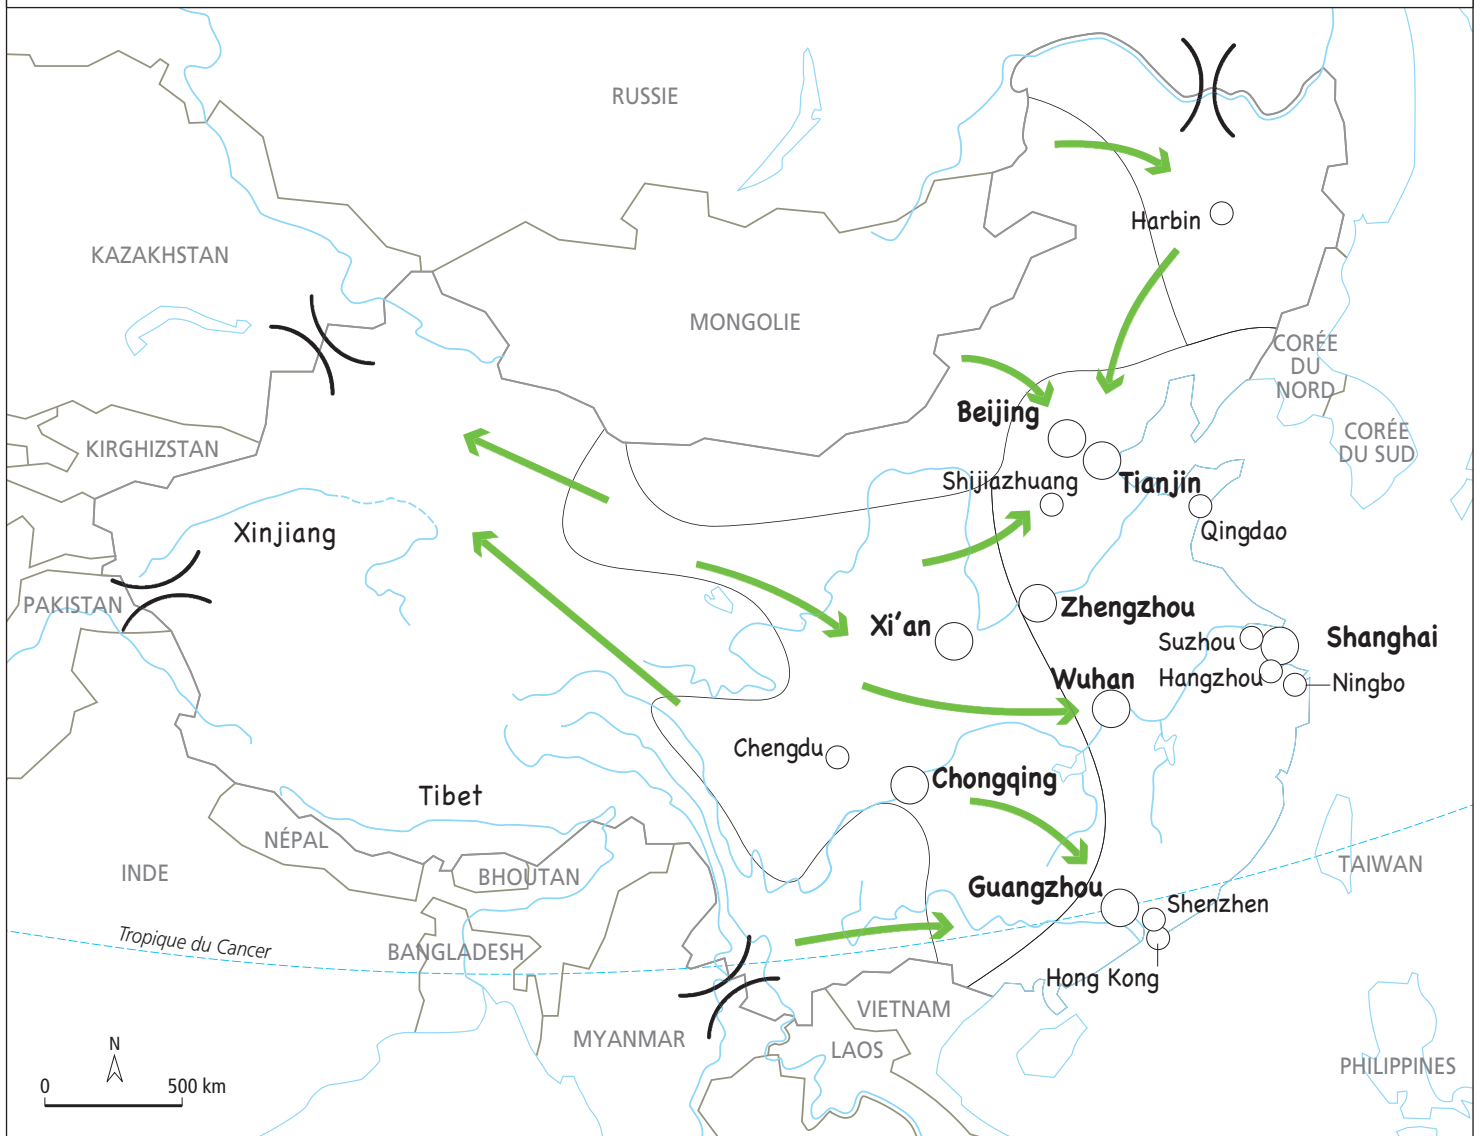 RUSSIE
Harbin
KAZAKHSTAN
MONGOLIE
CORÉE
DU
NORD
Beijing
CORÉE
DU SUD
KIRGHIZSTAN
Shijiazhuang
Tianjin
Xinjiang
Qingdao
PAKISTAN
Zhengzhou
Xi'an
Suzhou
Shanghai
Wuhan
Hangzhou
Ningbo
Chengdu
Chongqing
Tibet
NÉPAL
TAIWAN
INDE
BHOUTAN
Guangzhou
Shenzhen
Tropique du Cancer
BANGLADESH
Hong Kong
VIETNAM
MYANMAR
LAOS
PHILIPPINES
N
0 500 km